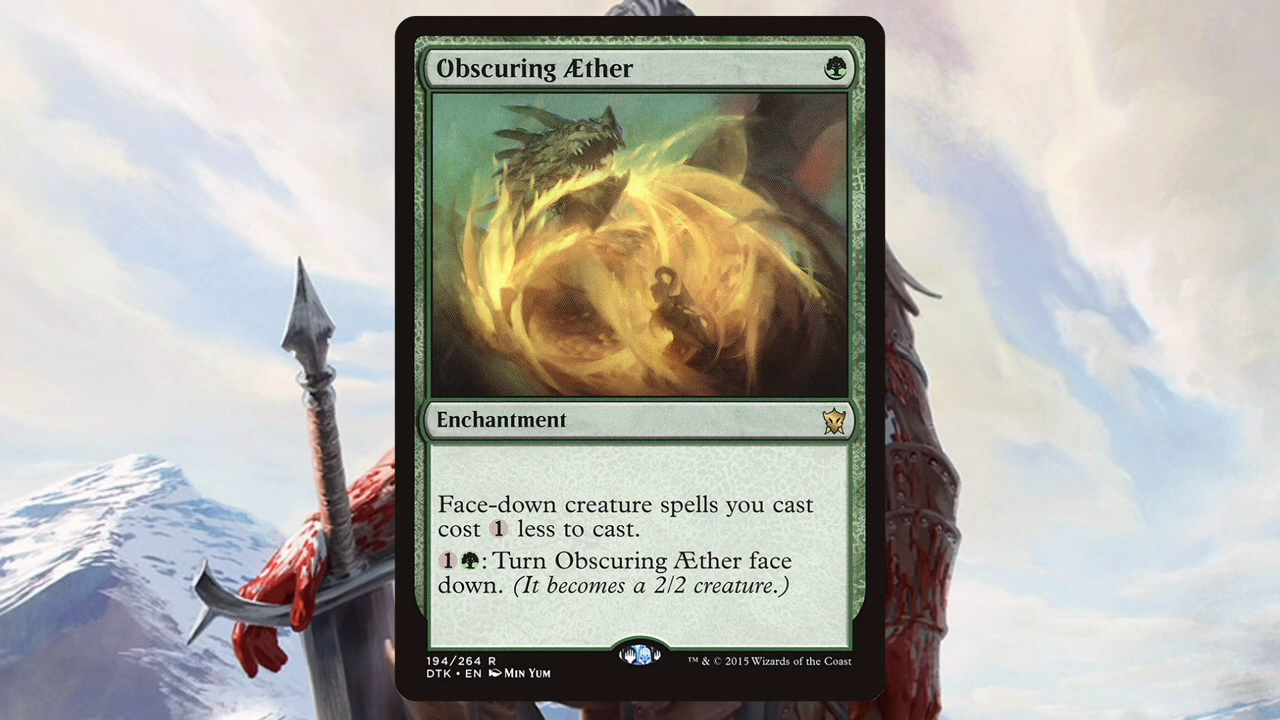 Obscuring Æther
Enchantment
Face-down creature spells you cast
cost 1 less to cast.
1 : Turn Obscuring Æther face
down. (It becomes a 2/2 creature.)
194/264 R
DTK • EN Min Yum
™ & © 2015 Wizards of the Coast